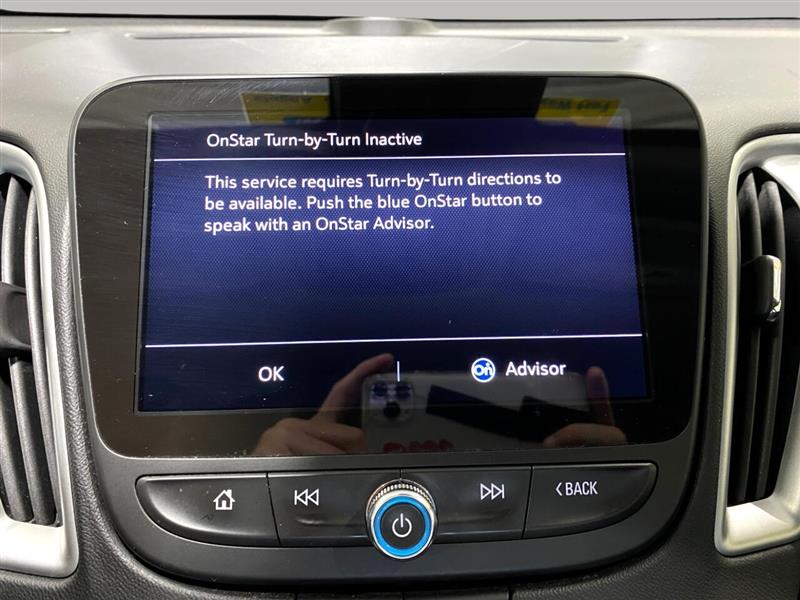 OnStar Turn-by-Turn Inactive
This service requires Turn-by-Turn directions to
be available. Push the blue OnStar button to
speak with an OnStar Advisor.
OK
On Advisor
BACK